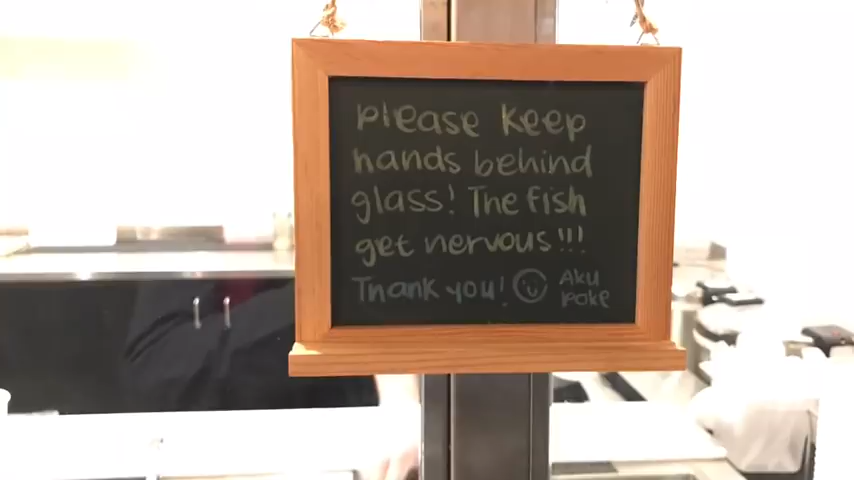 please keep
hands behind
glass! The fish
get nervous!!!
Thank you! Aku
poke